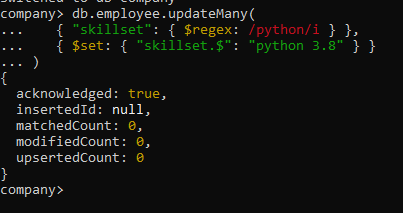 switched to db company
company> db.employee.updateMany(
...     { "skillset": { $regex: /python/i } },
...     { $set: { "skillset.$": "python 3.8" } }
... )
{
  acknowledged: true,
  insertedId: null,
  matchedCount: 0,
  modifiedCount: 0,
  upsertedCount: 0
}
company>